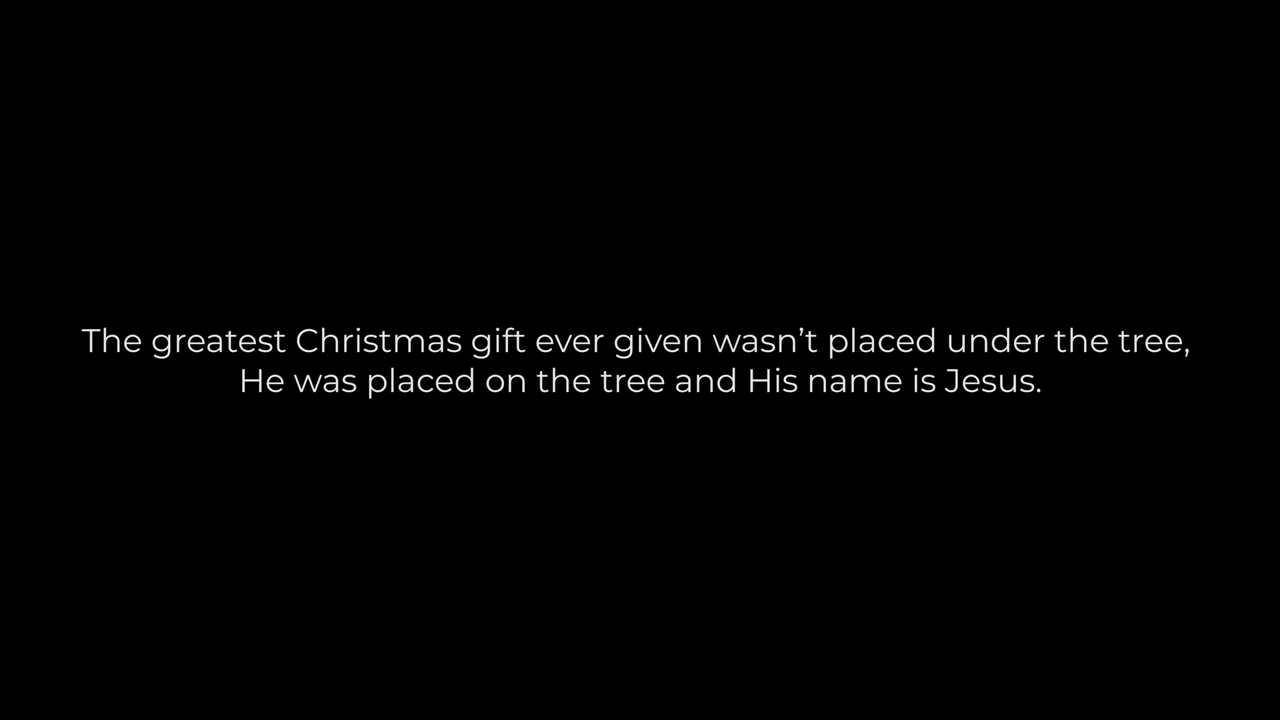 The greatest Christmas gift ever given wasn’t placed under the tree,
He was placed on the tree and His name is Jesus.